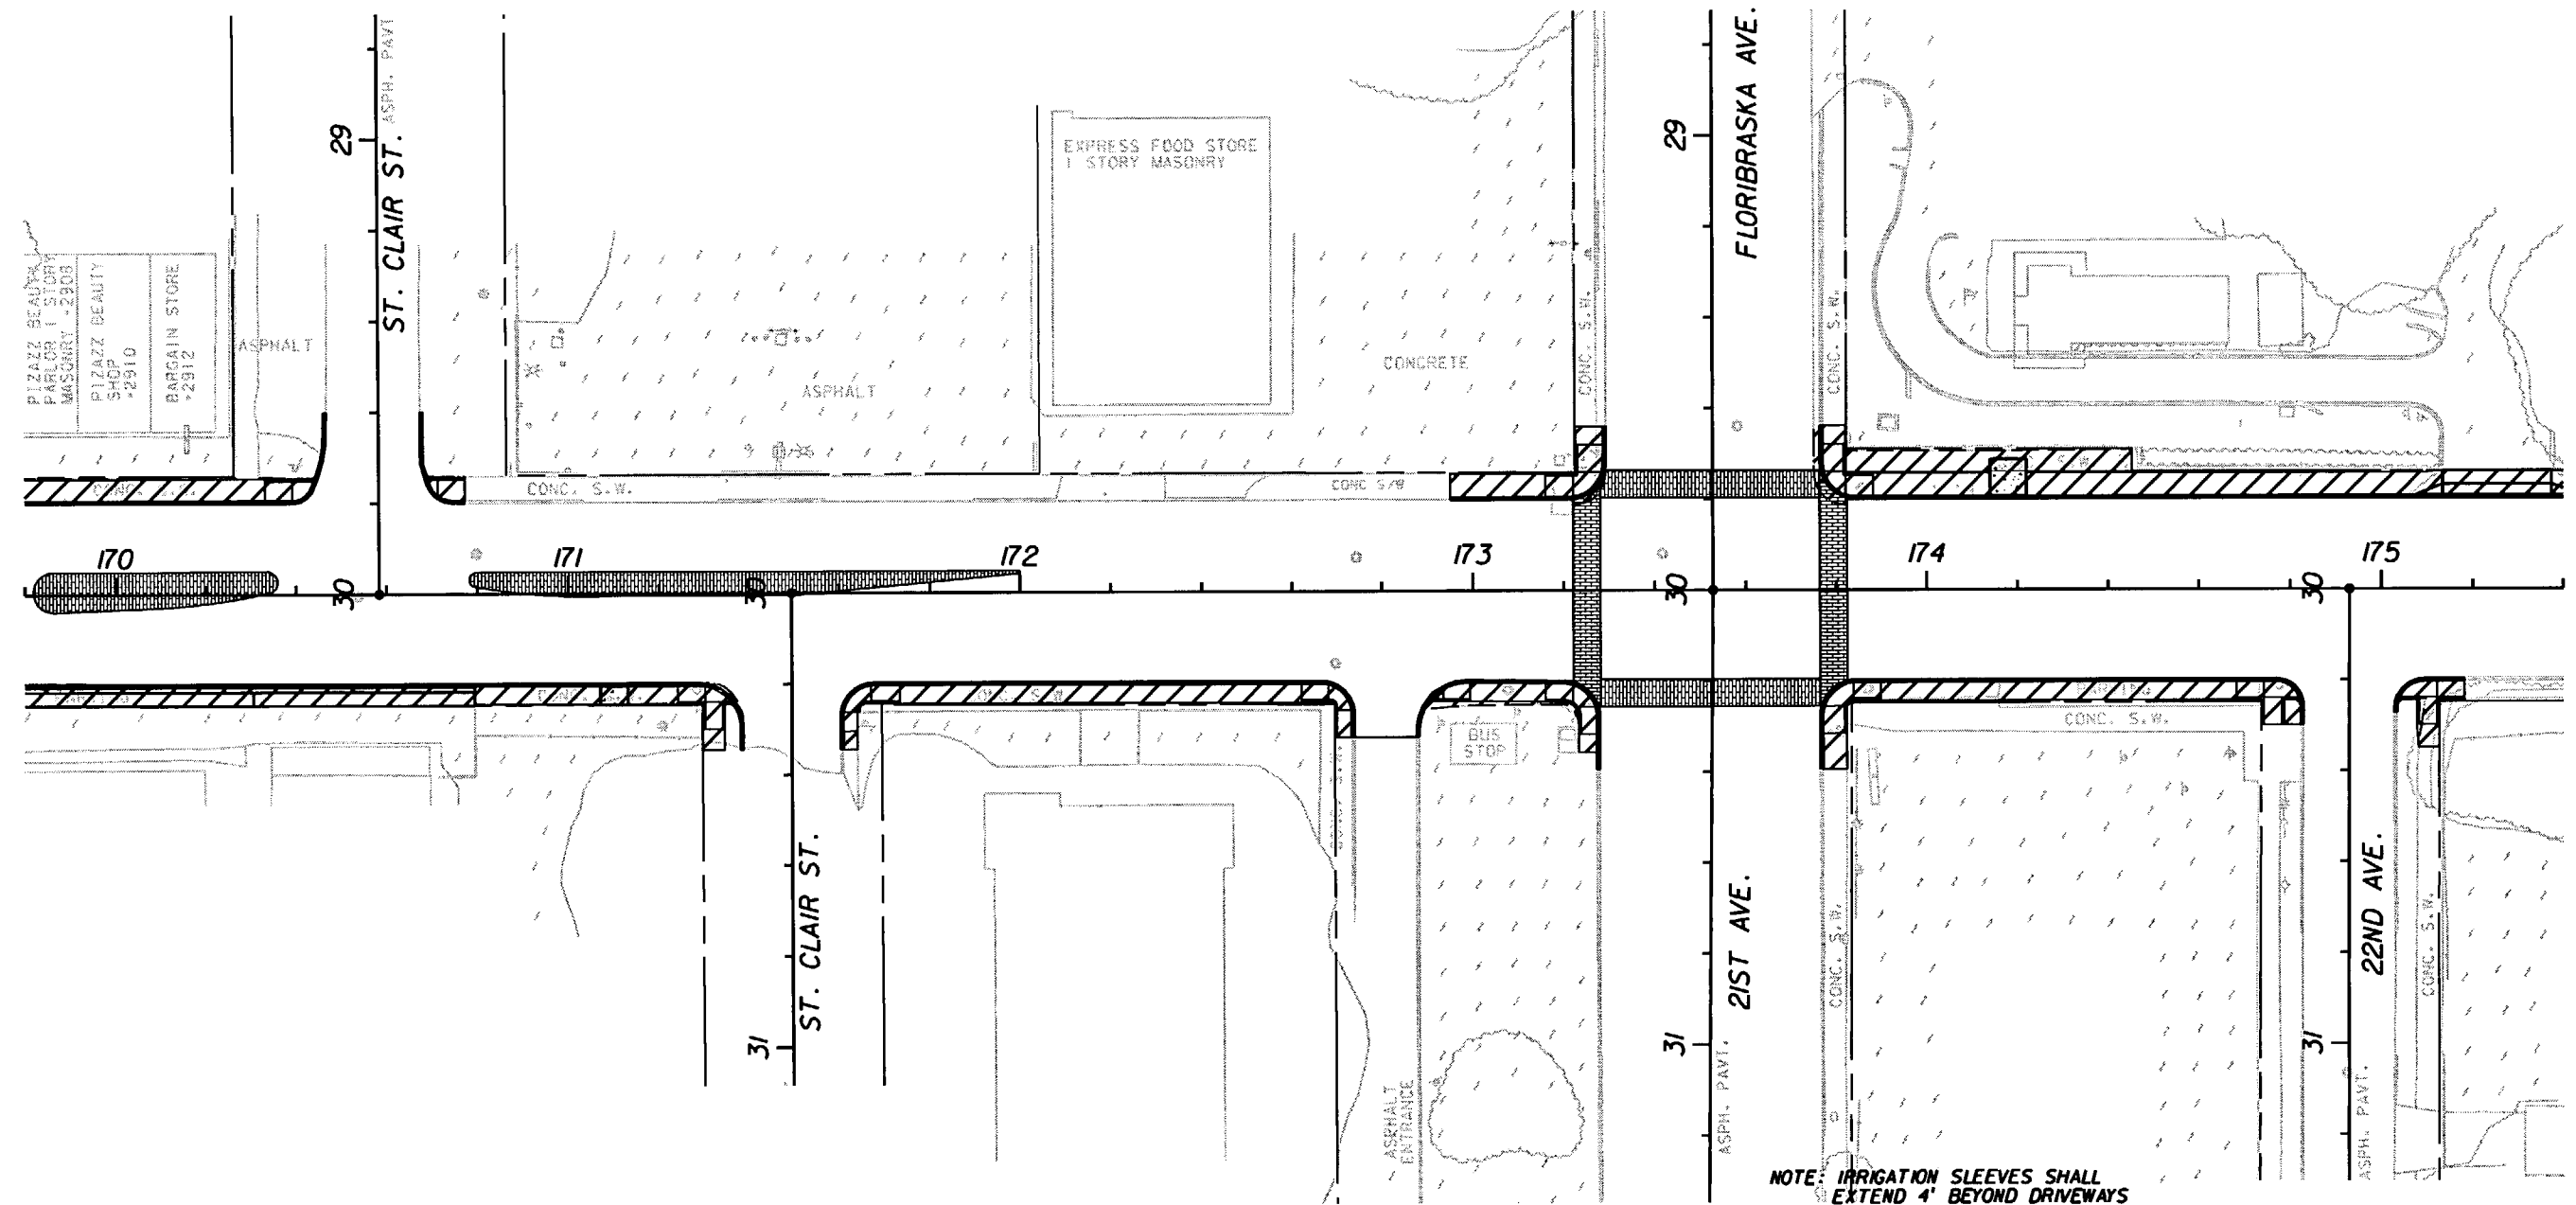 ST. CLAIR ST.
ASPH. PAVT
29
PIZAZZ BEAUTY
PARLOR 1 STORY
MASONRY -2908
PIZAZZ BEAUTY
SHOP
-2910
BARGAIN STORE
-2912
ASPHALT
ASPHALT
EXPRESS FOOD STORE
1 STORY MASONRY
CONCRETE
CONC. S.W.
29
FLORIBRASKA AVE.
CONC. S.W.
CONC. S.W.
CONC S/W
170
171
172
173
174
175
30
30
30
30
CONC. S.W.
BUS
STOP
ST. CLAIR ST.
31
21ST AVE.
31
ASPH. PAVT.
CONC. S.W.
22ND AVE.
31
ASPH. PAVT.
CONC. S.W.
ASPHALT
ENTRANCE
NOTE: IRRIGATION SLEEVES SHALL
EXTEND 4' BEYOND DRIVEWAYS